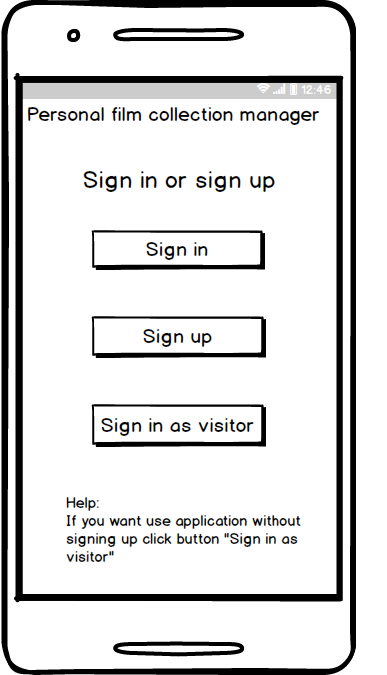 12:46
Personal film collection manager
Sign in or sign up
Sign in
Sign up
Sign in as visitor
Help:
If you want use application without
signing up click button "Sign in as
visitor"